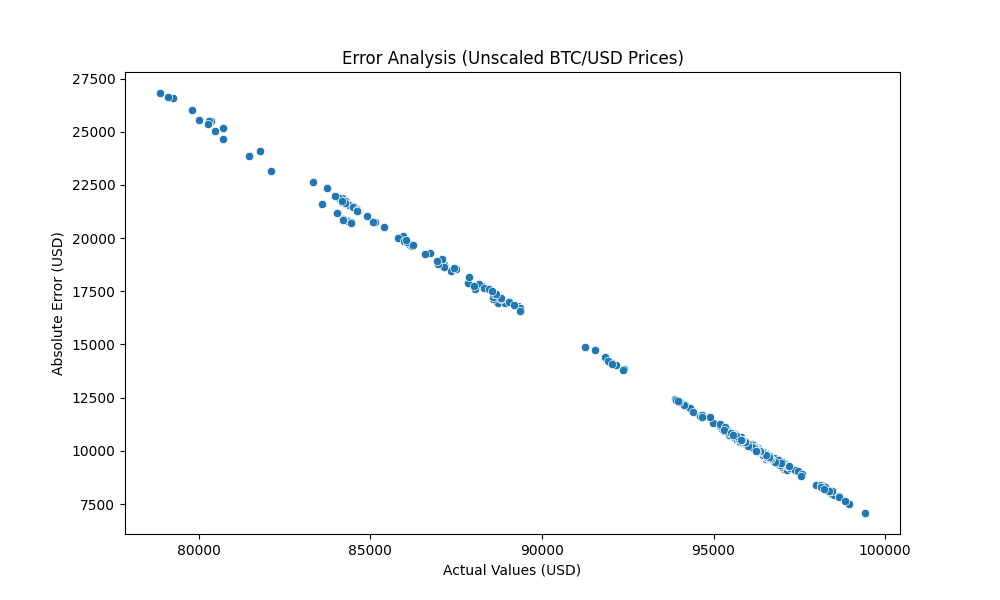 Error Analysis (Unscaled BTC/USD Prices)
27500
25000
22500
20000
17500
15000
12500
10000
7500
Absolute Error (USD)
80000 85000 90000 95000 100000
Actual Values (USD)